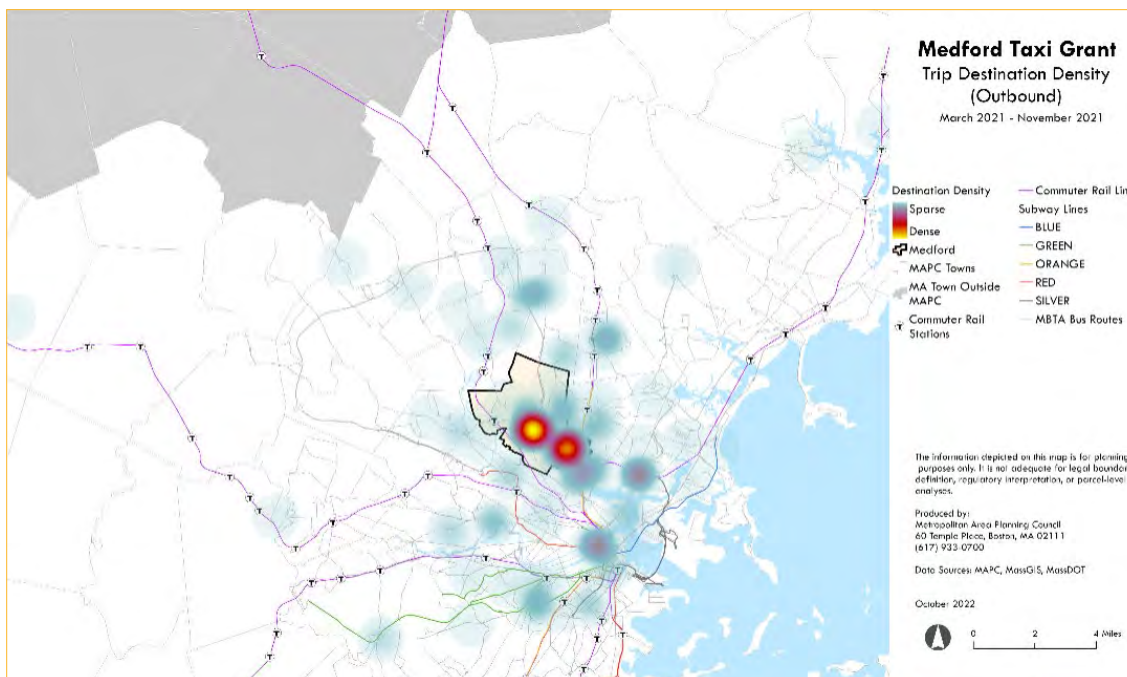 Medford Taxi Grant
Trip Destination Density
(Outbound)
March 2021 - November 2021
Destination Density
Sparse
Dense
Medford
MAPC Towns
MA Town Outside
MAPC
Commuter Rail
Stations
Commuter Rail Lin
Subway Lines
BLUE
GREEN
ORANGE
RED
SILVER
MBTA Bus Routes
The information depicted on this map is for planning
purposes only. It is not adequate for legal boundar
definition, regulatory interpretation, or parcel-level
analyses.
Produced by:
Metropolitan Area Planning Council
60 Temple Place, Boston, MA 02111
(617) 933-0700
Data Sources: MAPC, MassGIS, MassDOT
October 2022
0 2 4 Miles